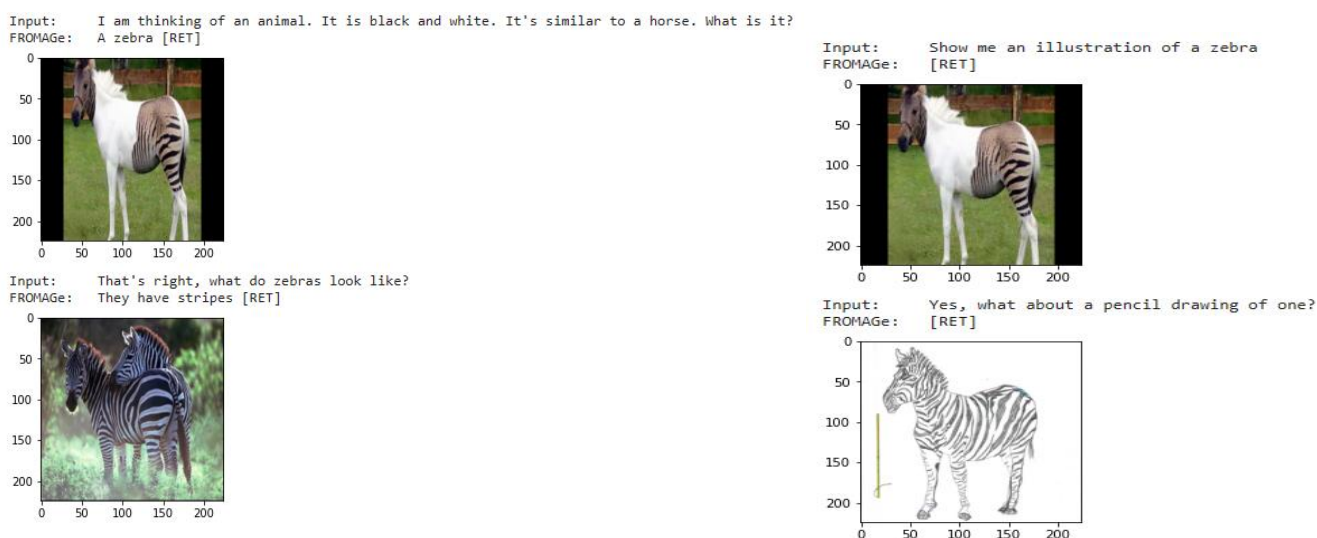 Input: I am thinking of an animal. It is black and white. It's similar to a horse. What is it?
FROMAGe: A zebra [RET]
0
50
100
150
200
0 50 100 150 200
Input: That's right, what do zebras look like?
FROMAGe: They have stripes [RET]
0
50
100
150
200
0 50 100 150 200
Input: Show me an illustration of a zebra
FROMAGe: [RET]
0
50
100
150
200
0 50 100 150 200
Input: Yes, what about a pencil drawing of one?
FROMAGe: [RET]
0
50
100
150
200
0 50 100 150 200